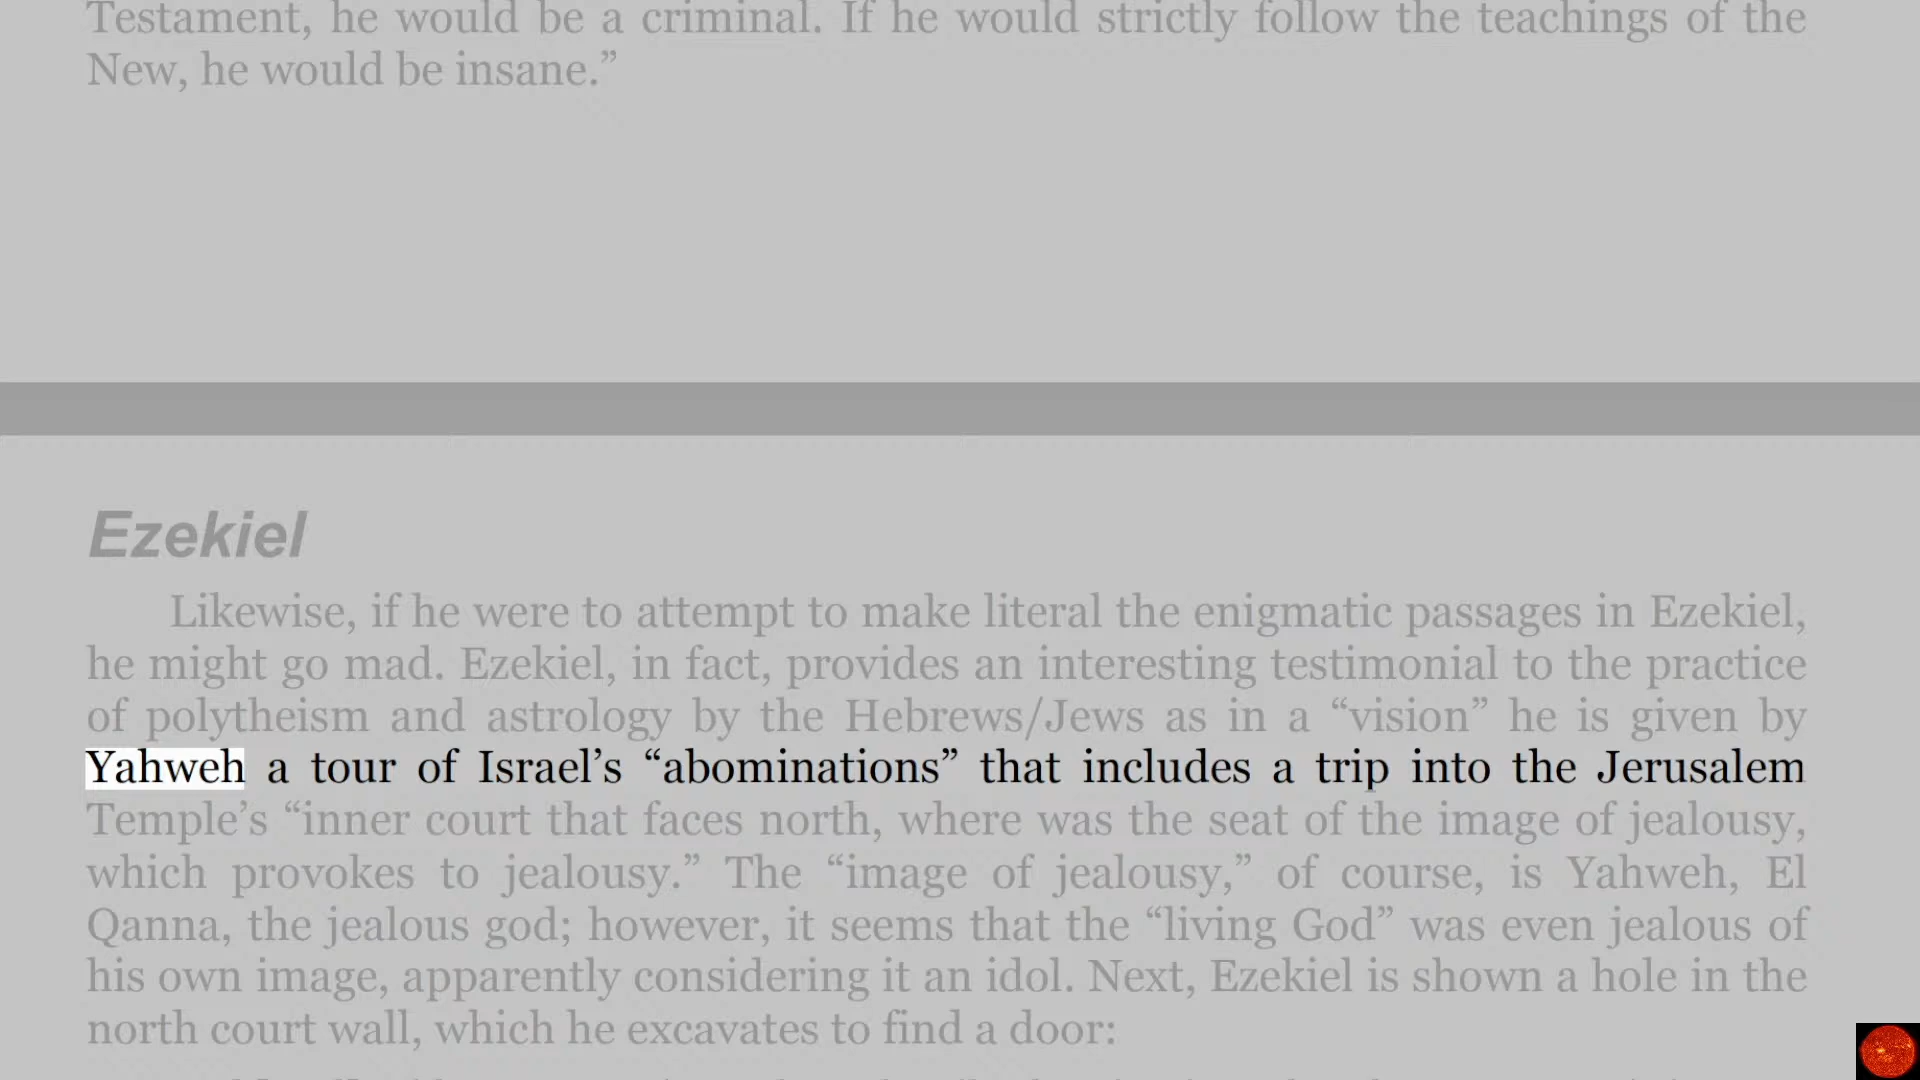 Testament, he would be a criminal. If he would strictly follow the teachings of the
New, he would be insane.”
Ezekiel
Likewise, if he were to attempt to make literal the enigmatic passages in Ezekiel,
he might go mad. Ezekiel, in fact, provides an interesting testimonial to the practice
of polytheism and astrology by the Hebrews/Jews as in a “vision” he is given by
Yahweh a tour of Israel’s “abominations” that includes a trip into the Jerusalem
Temple’s “inner court that faces north, where was the seat of the image of jealousy,
which provokes to jealousy.” The “image of jealousy,” of course, is Yahweh, El
Qanna, the jealous god; however, it seems that the “living God” was even jealous of
his own image, apparently considering it an idol. Next, Ezekiel is shown a hole in the
north court wall, which he excavates to find a door: